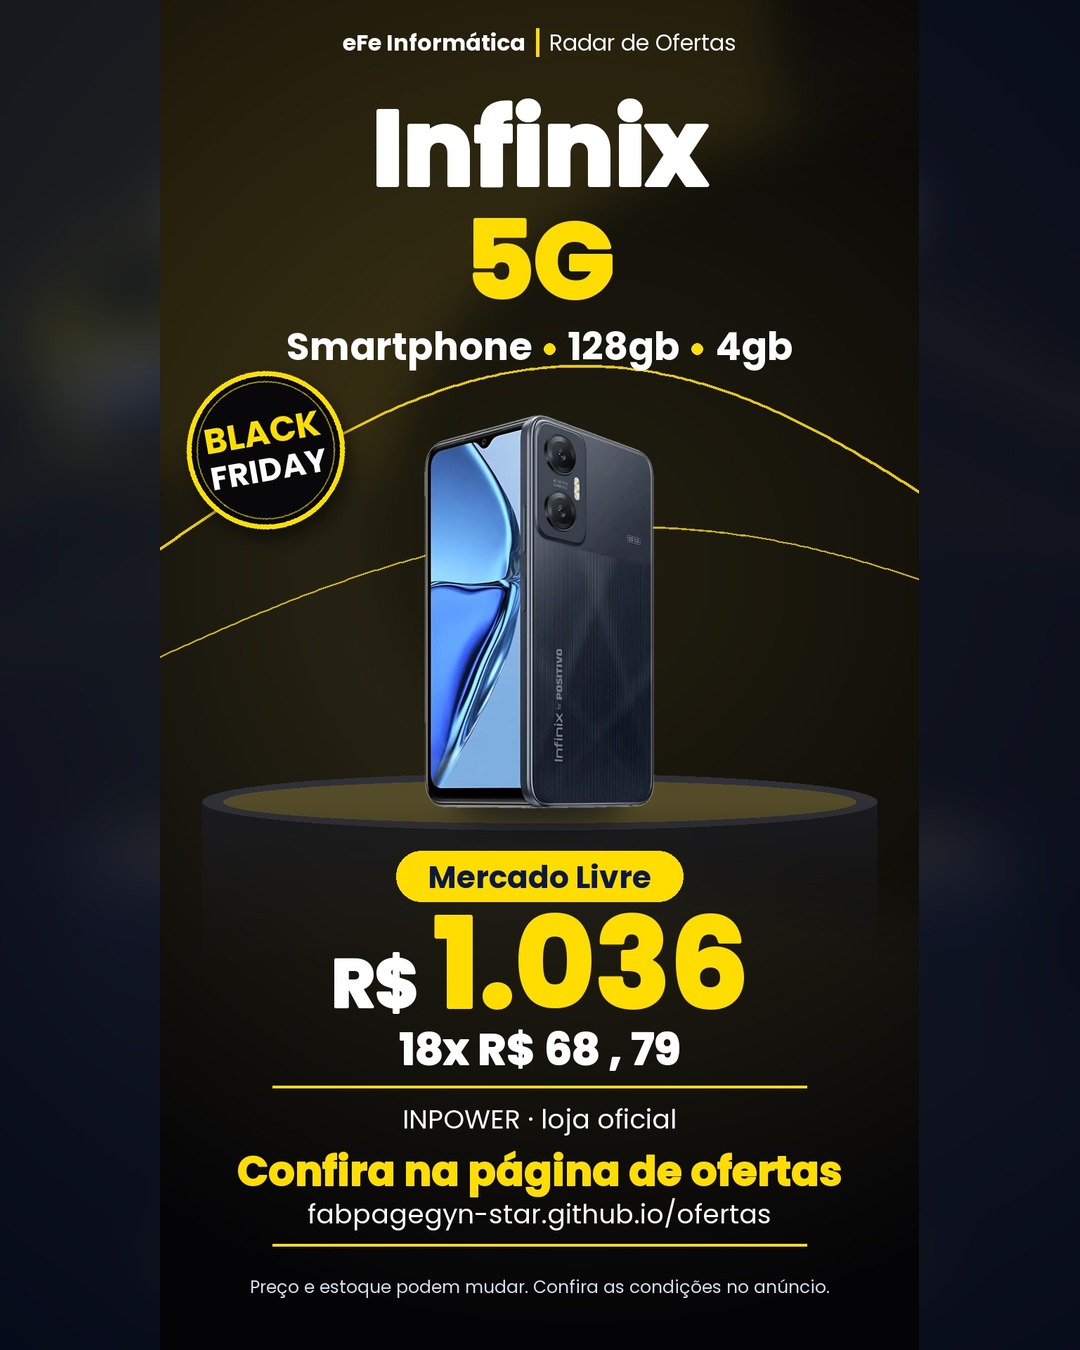 eFe Informática | Radar de Ofertas
Infinix
5G
Smartphone • 128gb • 4gb
BLACK
FRIDAY
Infinix by POSITIVO
Mercado Livre
R$ 1.036
18x R$ 68 , 79
INPOWER · loja oficial
Confira na página de ofertas
fabpagegyn-star.github.io/ofertas
Preço e estoque podem mudar. Confira as condições no anúncio.